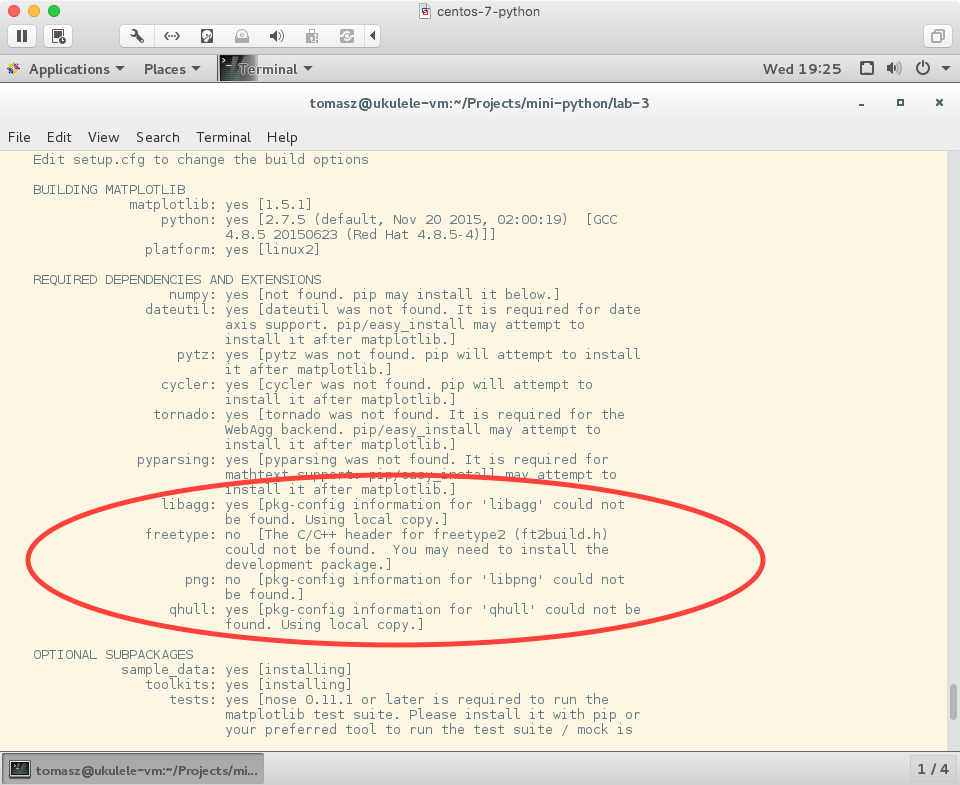 centos-7-python
Applications Places Terminal Wed 19:25
tomasz@ukulele-vm:~/Projects/mini-python/lab-3
File Edit View Search Terminal Help
Edit setup.cfg to change the build options
BUILDING MATPLOTLIB
matplotlib: yes [1.5.1]
python: yes [2.7.5 (default, Nov 20 2015, 02:00:19)  [GCC
4.8.5 20150623 (Red Hat 4.8.5-4)]]
platform: yes [linux2]
REQUIRED DEPENDENCIES AND EXTENSIONS
numpy: yes [not found. pip may install it below.]
dateutil: yes [dateutil was not found. It is required for date
axis support. pip/easy_install may attempt to
install it after matplotlib.]
pytz: yes [pytz was not found. pip will attempt to install
it after matplotlib.]
cycler: yes [cycler was not found. pip will attempt to
install it after matplotlib.]
tornado: yes [tornado was not found. It is required for the
WebAgg backend. pip/easy_install may attempt to
install it after matplotlib.]
pyparsing: yes [pyparsing was not found. It is required for
mathtext support. pip/easy_install may attempt to
install it after matplotlib.]
libagg: yes [pkg-config information for 'libagg' could not
be found. Using local copy.]
freetype: no  [The C/C++ header for freetype2 (ft2build.h)
could not be found.  You may need to install the
development package.]
png: no  [pkg-config information for 'libpng' could not
be found.]
qhull: yes [pkg-config information for 'qhull' could not be
found. Using local copy.]
OPTIONAL SUBPACKAGES
sample_data: yes [installing]
toolkits: yes [installing]
tests: yes [nose 0.11.1 or later is required to run the
matplotlib test suite. Please install it with pip or
your preferred tool to run the test suite / mock is
tomasz@ukulele-vm:~/Projects/mi... 1 / 4